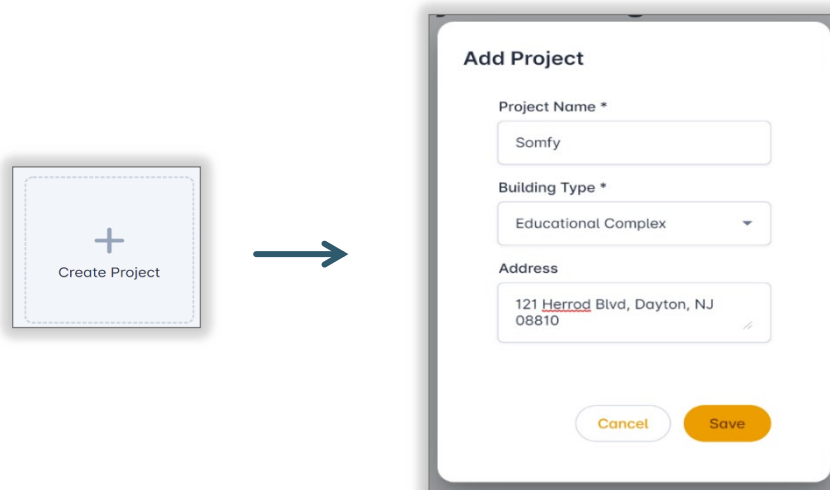 Create Project
Add Project
Project Name *
Somfy
Building Type *
Educational Complex
Address
121 Herrod Blvd, Dayton, NJ
08810
Cancel
Save